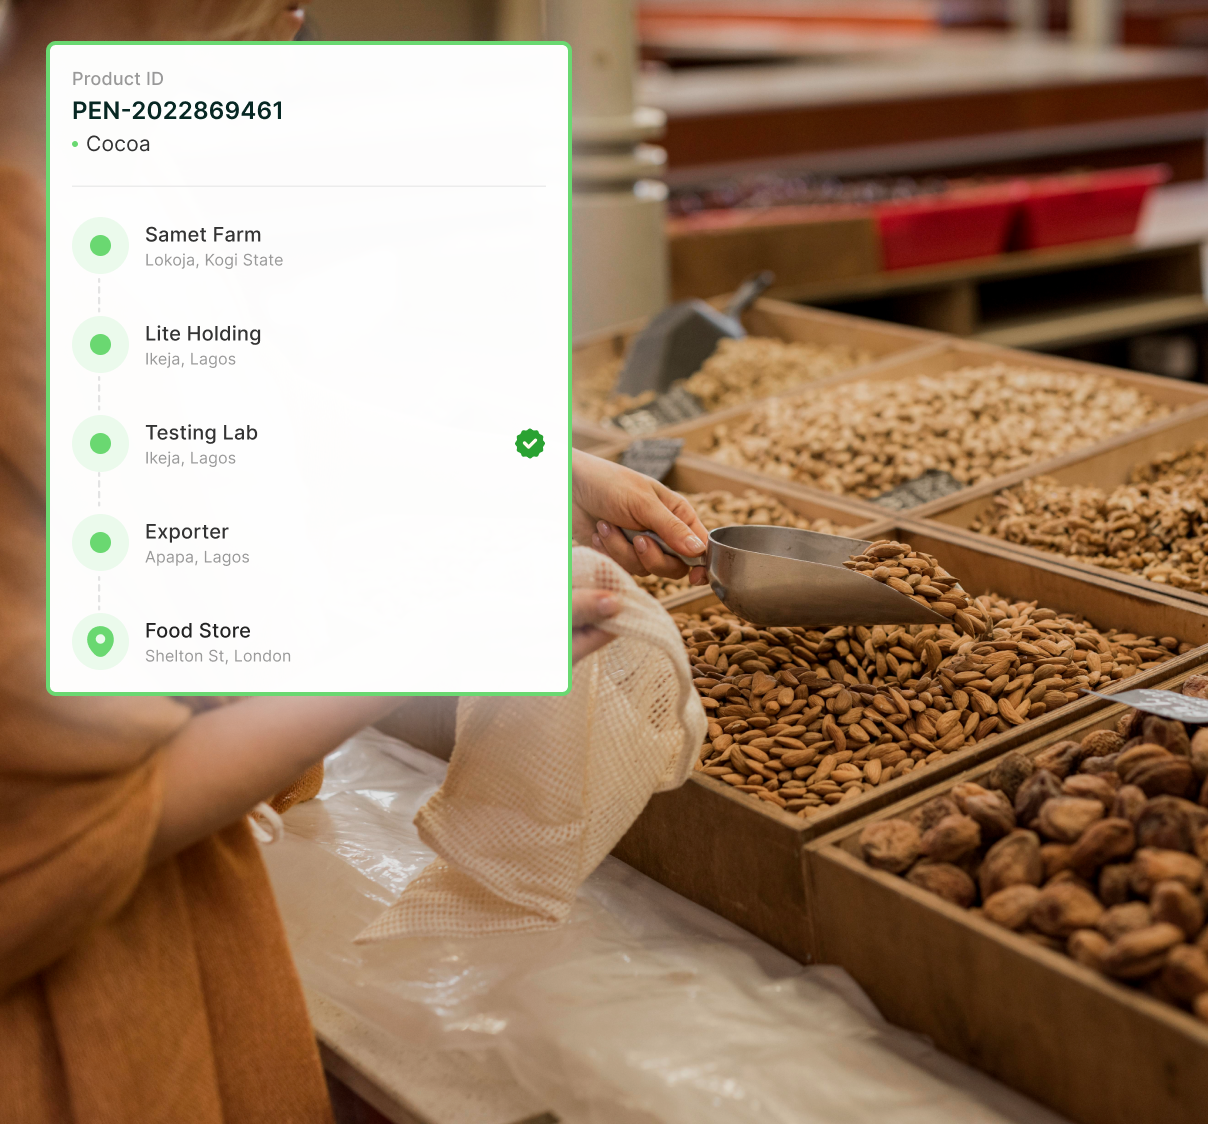 Product ID
PEN-2022869461
Cocoa
Samet Farm
Lokoja, Kogi State
Lite Holding
Ikeja, Lagos
Testing Lab
Ikeja, Lagos
Exporter
Apapa, Lagos
Food Store
Shelton St, London